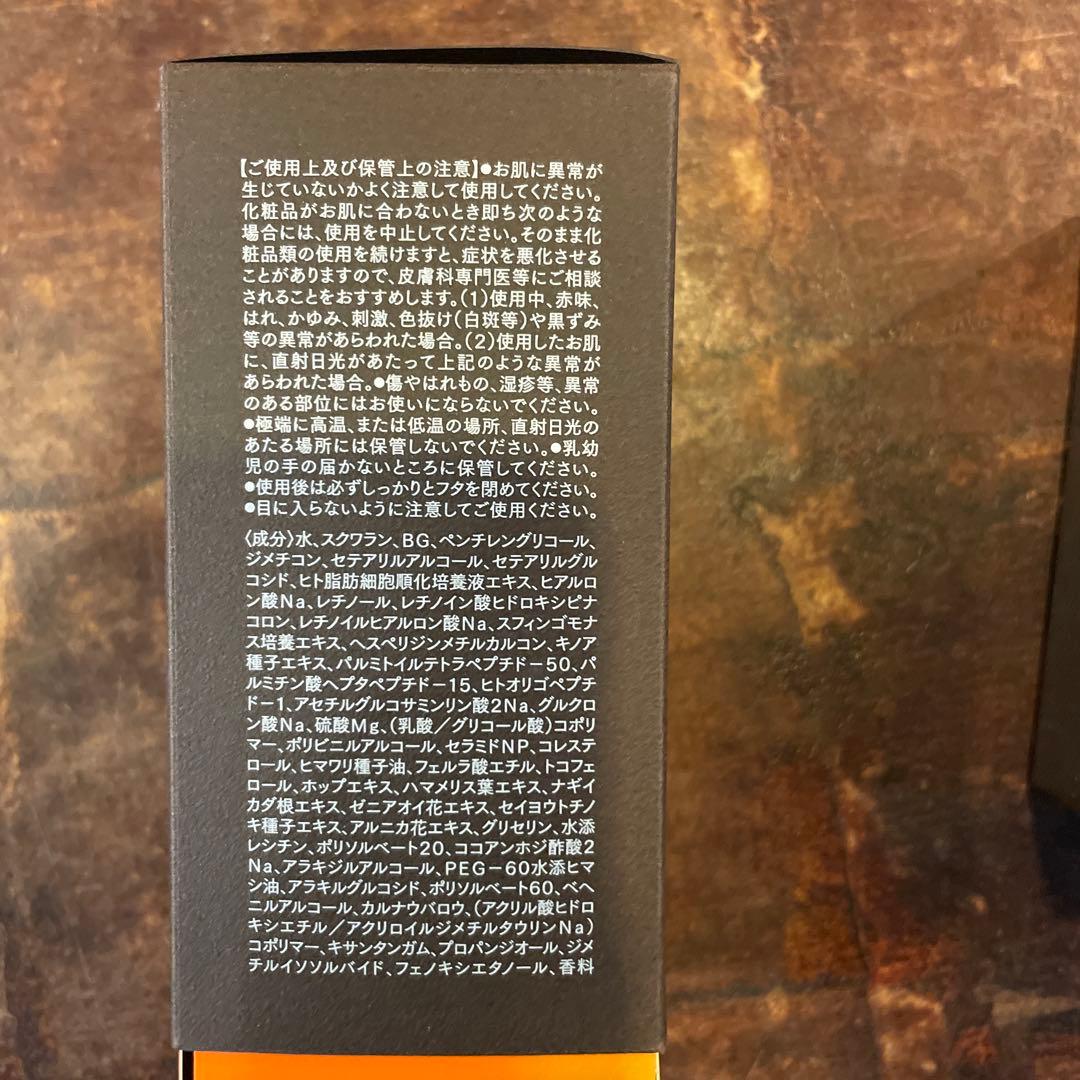 【ご使用上及び保管上の注意】●お肌に異常が
生じていないかよく注意して使用してください。
化粧品がお肌に合わないとき即ち次のような
場合には、使用を中止してください。そのまま化
粧品類の使用を続けますと、症状を悪化させる
ことがありますので、皮膚科専門医等にご相談
されることをおすすめします。(1)使用中、赤味、
はれ、かゆみ、刺激、色抜け(白斑等)や黒ずみ
等の異常があらわれた場合。(2)使用したお肌
に、直射日光があたって上記のような異常が
あらわれた場合。●傷やはれもの、湿疹等、異常
のある部位にはお使いにならないでください。
●極端に高温、または低温の場所、直射日光の
あたる場所には保管しないでください。●乳幼
児の手の届かないところに保管してください。
●使用後は必ずしっかりとフタを閉めてください。
●目に入らないように注意してご使用ください。
〈成分〉水、スクワラン、BG、ペンチレングリコール、
ジメチコン、セテアリルアルコール、セテアリルグル
コシド、ヒト脂肪細胞順化培養液エキス、ヒアルロ
ン酸Na、レチノール、レチノイン酸ヒドロキシピナ
コロン、レチノイルヒアルロン酸Na、スフィンゴモナ
ス培養エキス、ヘスペリジンメチルカルコン、キノア
種子エキス、パルミトイルテトラペプチド−50、パ
ルミチン酸ヘプタペプチド−15、ヒトオリゴペプチ
ド−1、アセチルグルコサミンリン酸2Na、グルクロ
ン酸Na、硫酸Mg、(乳酸/グリコール酸)コポリ
マー、ポリビニルアルコール、セラミドNP、コレステ
ロール、ヒマワリ種子油、フェルラ酸エチル、トコフェ
ロール、ホップエキス、ハマメリス葉エキス、ナギイ
カダ根エキス、ゼニアオイ花エキス、セイヨウトチノ
キ種子エキス、アルニカ花エキス、グリセリン、水添
レシチン、ポリソルベート20、ココアンホジ酢酸2
Na、アラキジルアルコール、PEG−60水添ヒマ
シ油、アラキルグルコシド、ポリソルベート60、ベヘ
ニルアルコール、カルナウバロウ、(アクリル酸ヒドロ
キシエチル/アクリロイルジメチルタウリンNa)
コポリマー、キサンタンガム、プロパンジオール、ジメ
チルイソソルバイド、フェノキシエタノール、香料